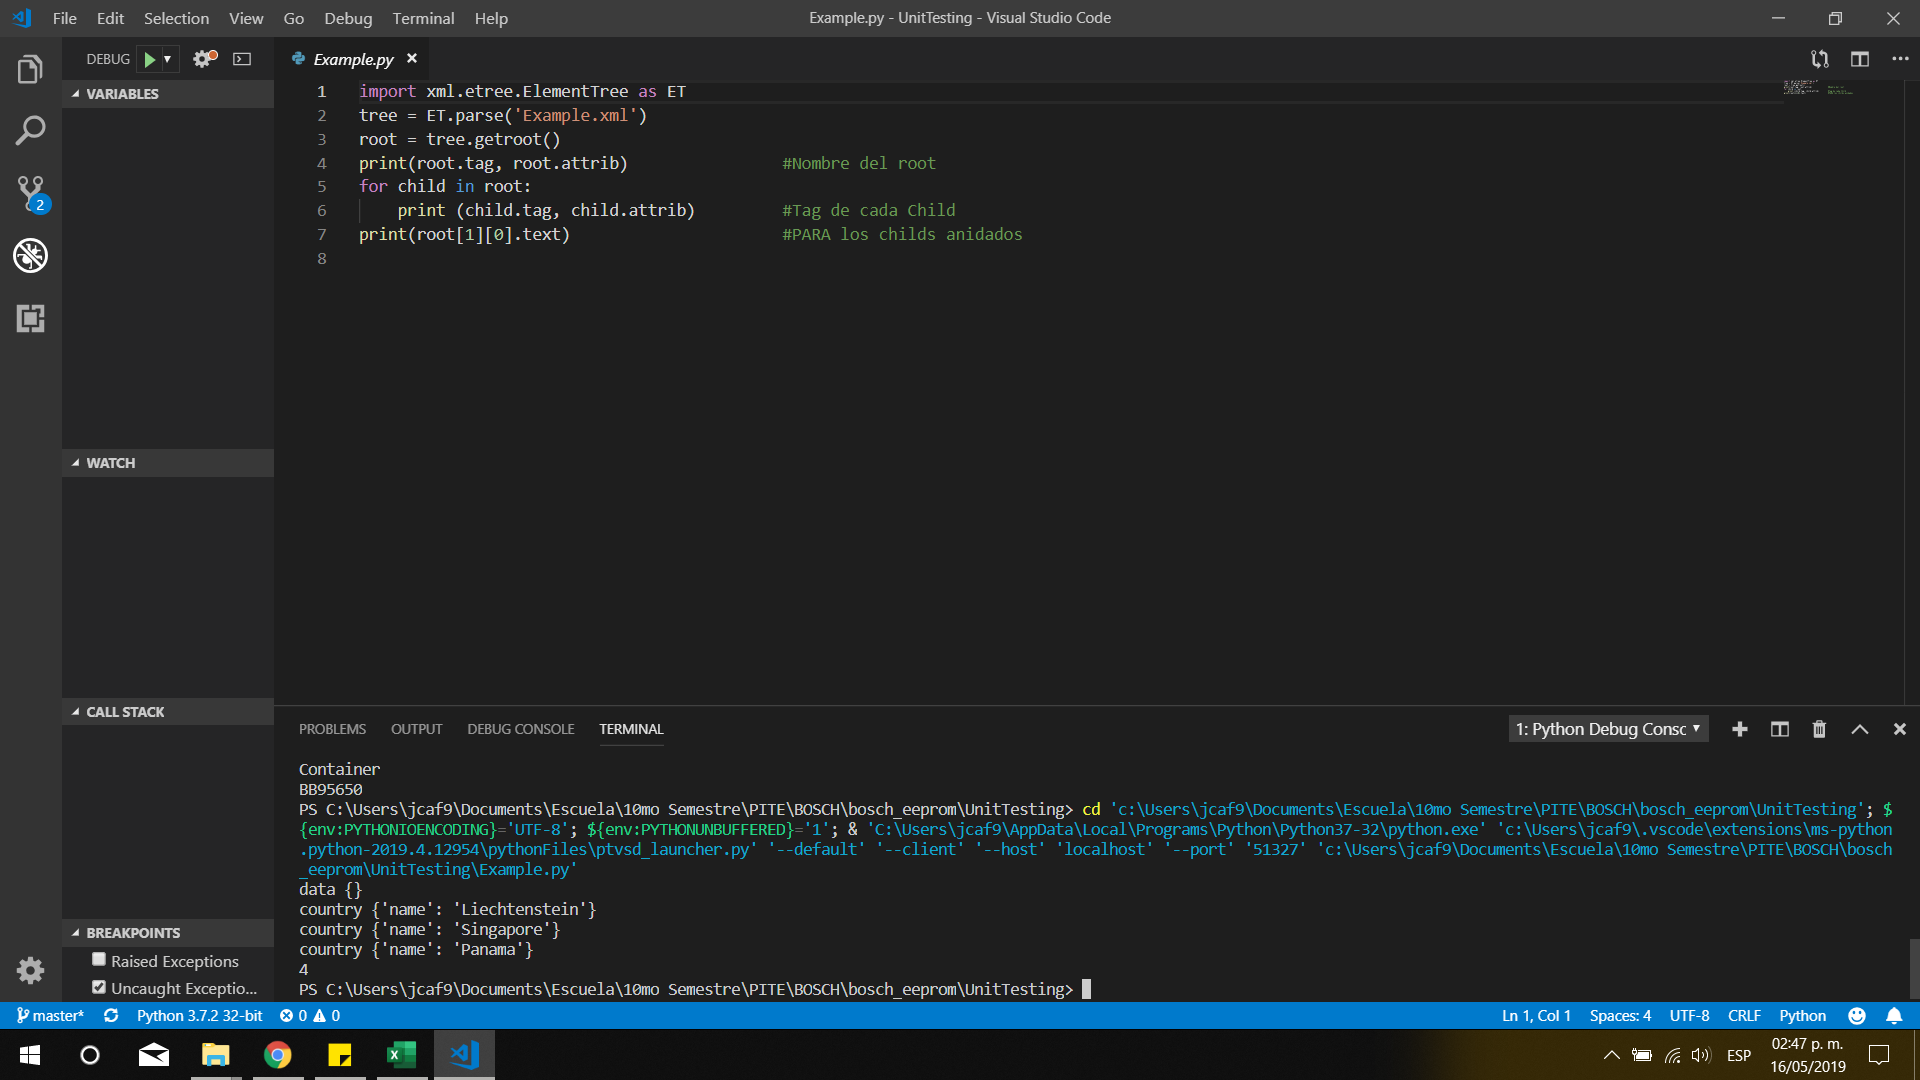 File Edit Selection View Go Debug Terminal Help Example.py - UnitTesting - Visual Studio Code
DEBUG Example.py
VARIABLES
1 import xml.etree.ElementTree as ET
2 tree = ET.parse('Example.xml')
3 root = tree.getroot()
4 print(root.tag, root.attrib) #Nombre del root
5 for child in root:
6 print (child.tag, child.attrib) #Tag de cada Child
7 print(root[1][0].text) #PARA los childs anidados
8
2
WATCH
CALL STACK
BREAKPOINTS
Raised Exceptions
Uncaught Exceptio...
PROBLEMS OUTPUT DEBUG CONSOLE TERMINAL 1: Python Debug Consc
Container
BB95650
PS C:\Users\jcaf9\Documents\Escuela\10mo Semestre\PITE\BOSCH\bosch_eeprom\UnitTesting> cd 'c:\Users\jcaf9\Documents\Escuela\10mo Semestre\PITE\BOSCH\bosch_eeprom\UnitTesting'; $
{env:PYTHONIOENCODING}='UTF-8'; ${env:PYTHONUNBUFFERED}='1'; & 'C:\Users\jcaf9\AppData\Local\Programs\Python\Python37-32\python.exe' 'c:\Users\jcaf9\.vscode\extensions\ms-python
.python-2019.4.12954\pythonFiles\ptvsd_launcher.py' '--default' '--client' '--host' 'localhost' '--port' '51327' 'c:\Users\jcaf9\Documents\Escuela\10mo Semestre\PITE\BOSCH\bosch
_eeprom\UnitTesting\Example.py'
data {}
country {'name': 'Liechtenstein'}
country {'name': 'Singapore'}
country {'name': 'Panama'}
4
PS C:\Users\jcaf9\Documents\Escuela\10mo Semestre\PITE\BOSCH\bosch_eeprom\UnitTesting>
master* Python 3.7.2 32-bit 0 0 Ln 1, Col 1 Spaces: 4 UTF-8 CRLF Python
ESP 02:47 p. m.
16/05/2019